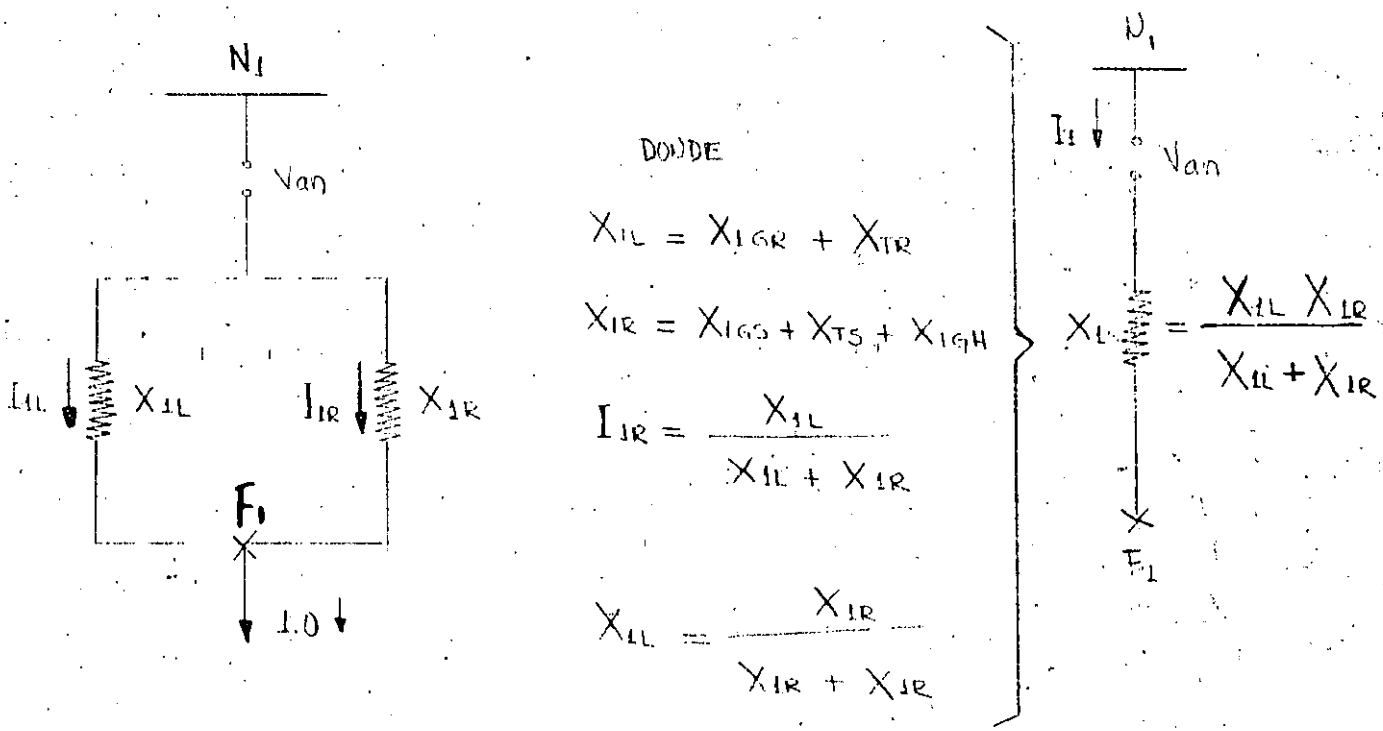 N1
Van
I1L X1L I1R X1R
F1
1.0
DONDE
X1L = X1GR + XTR
X1R = X1GS + XTS + X1GH
I1R = X1L / X1L + X1R
X1L = X1R / X1R + X1R
N1
I1
Van
X1 = X1L X1R / X1L + X1R
F1